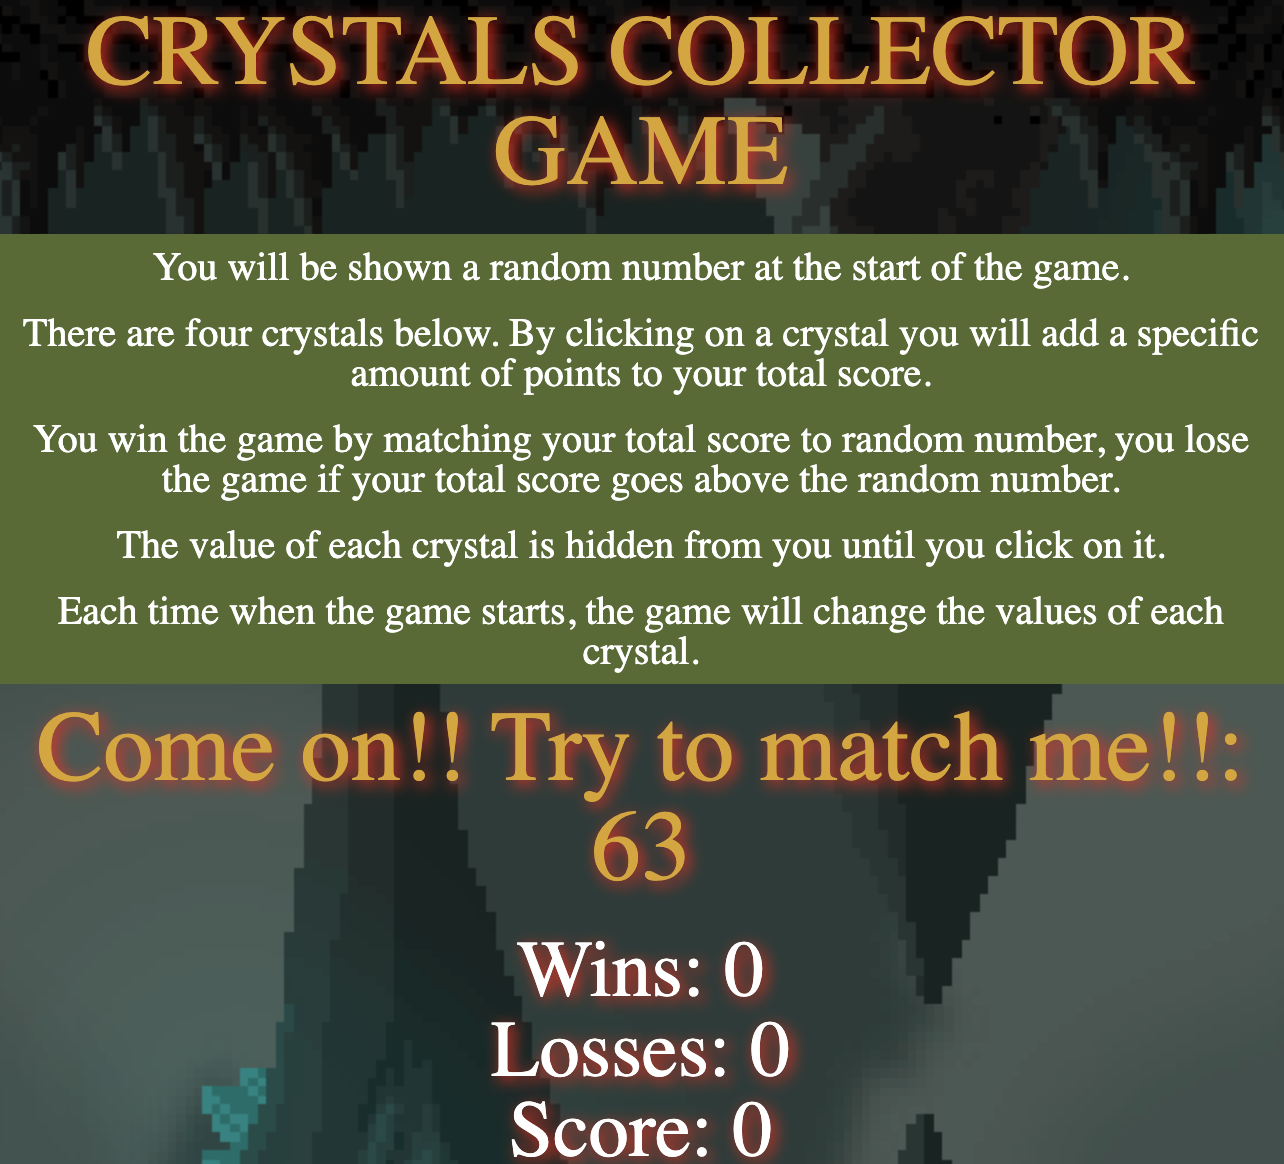 CRYSTALS COLLECTOR
GAME
You will be shown a random number at the start of the game.
There are four crystals below. By clicking on a crystal you will add a specific
amount of points to your total score.
You win the game by matching your total score to random number, you lose
the game if your total score goes above the random number.
The value of each crystal is hidden from you until you click on it.
Each time when the game starts, the game will change the values of each
crystal.
Come on!! Try to match me!!:
63
Wins: 0
Losses: 0
Score: 0